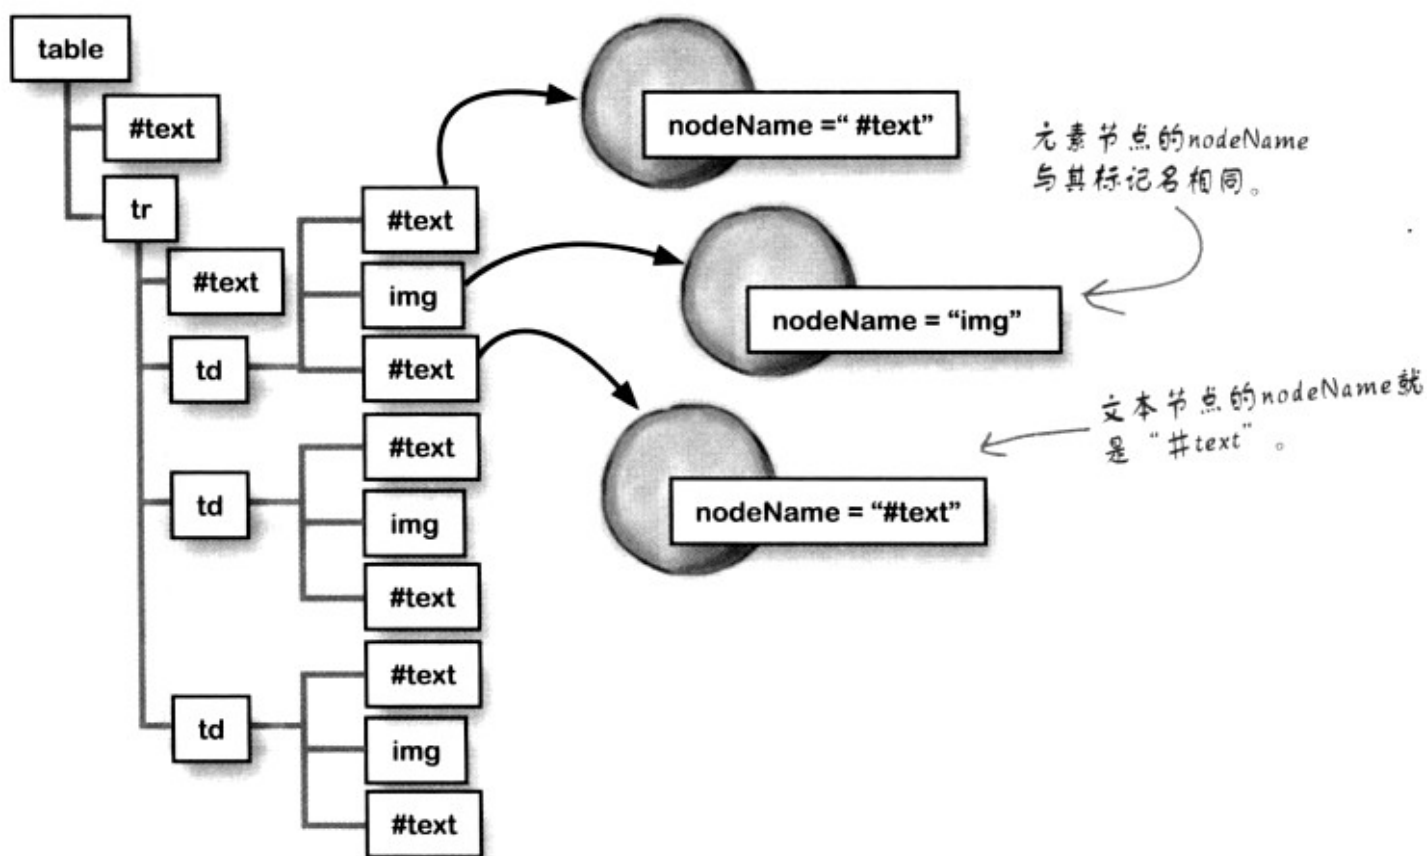 table
#text
tr
#text
td
#text
img
#text
td
#text
img
#text
td
#text
img
#text
nodeName =“ #text”
nodeName = “img”
nodeName = “#text”
元素节点的nodeName
与其标记名相同。
文本节点的nodeName就
是“#text”。